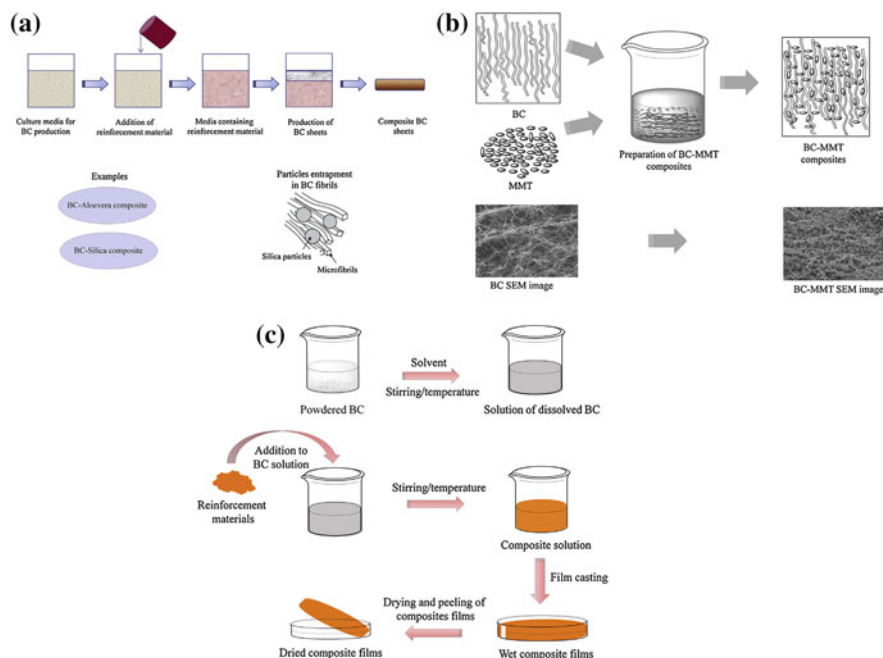 (a)
Culture media for
BC production
Addition of
reinforcement material
Media containing
reinforcement material
Production of
BC sheets
Composite BC
sheets
Examples
BC-Aloevera composite
BC-Silica composite
Particles entrapment
in BC fibrils
Silica particles
Microfibrils
(b)
BC
MMT
Preparation of BC-MMT
composites
BC-MMT
composites
BC SEM image
BC-MMT SEM image
(c)
Powdered BC
Solvent
Stirring/temperature
Solution of dissolved BC
Addition to
BC solution
Reinforcement
materials
Stirring/temperature
Composite solution
Film casting
Wet composite films
Drying and peeling of
composites films
Dried composite films